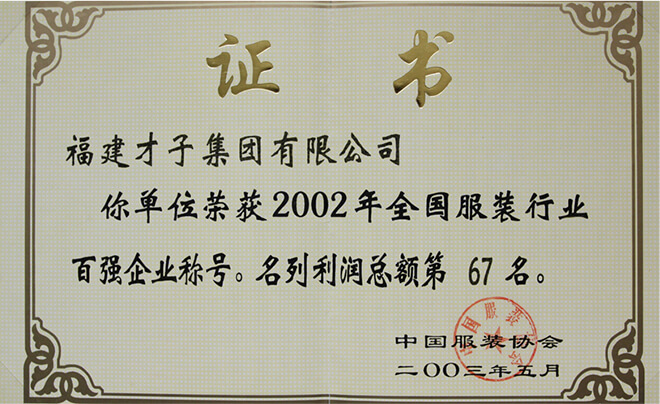 证书
福建才子集团有限公司
你单位荣获2002年全国服装行业
百强企业称号。名列利润总额第 67 名。
中国服装协会
二〇〇三年五月